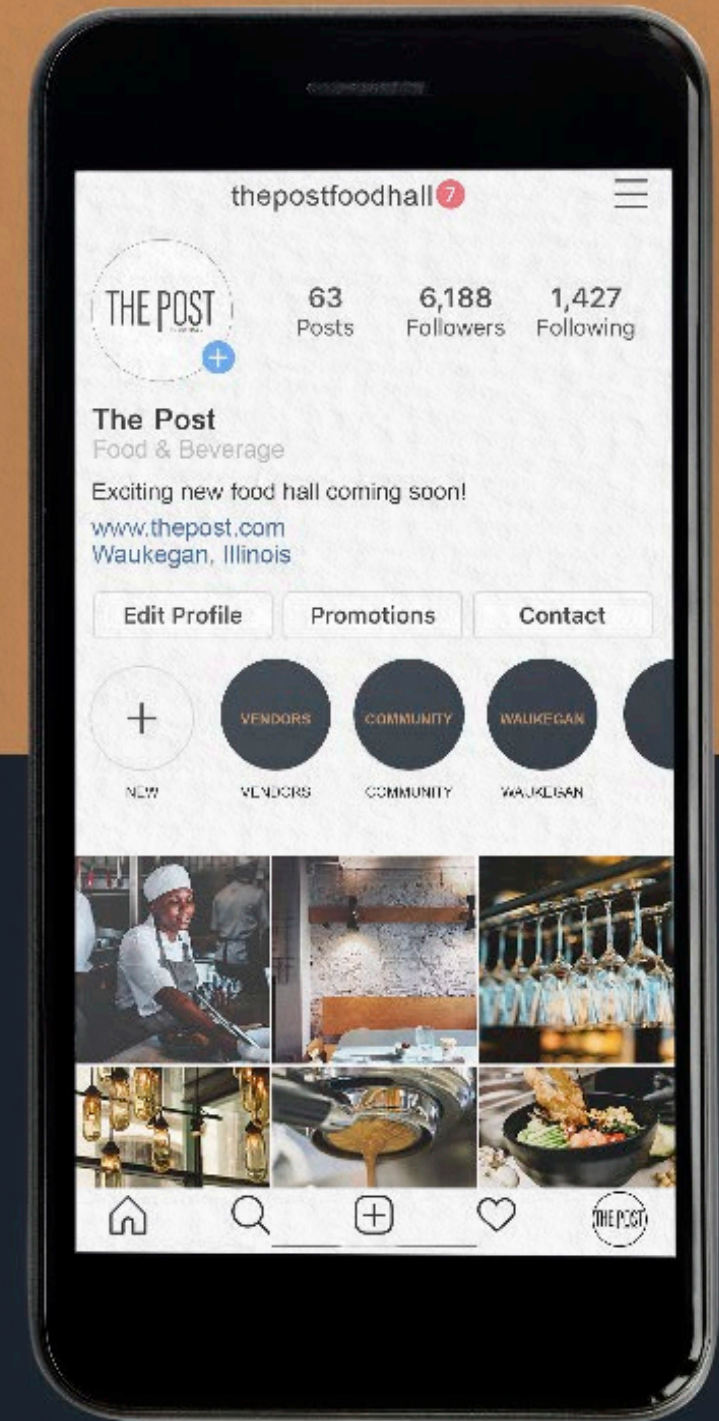 thepostfoodhall 7
THE POST
63 6,188 1,427
Posts Followers Following
The Post
Food & Beverage
Exciting new food hall coming soon!
www.thepost.com
Waukegan, Illinois
Edit Profile Promotions Contact
VENDORS COMMUNITY WAUKEGAN
NEW VENDORS COMMUNITY WAUKEGAN
THE POST